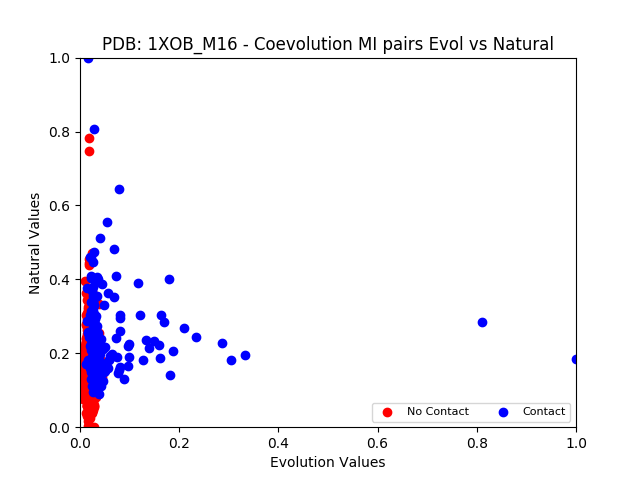 PDB: 1XOB_M16 - Coevolution MI pairs Evol vs Natural
1.0
0.8
0.6
0.4
0.2
0.0
Natural Values
0.0 0.2 0.4 0.6 0.8 1.0
Evolution Values
No Contact Contact